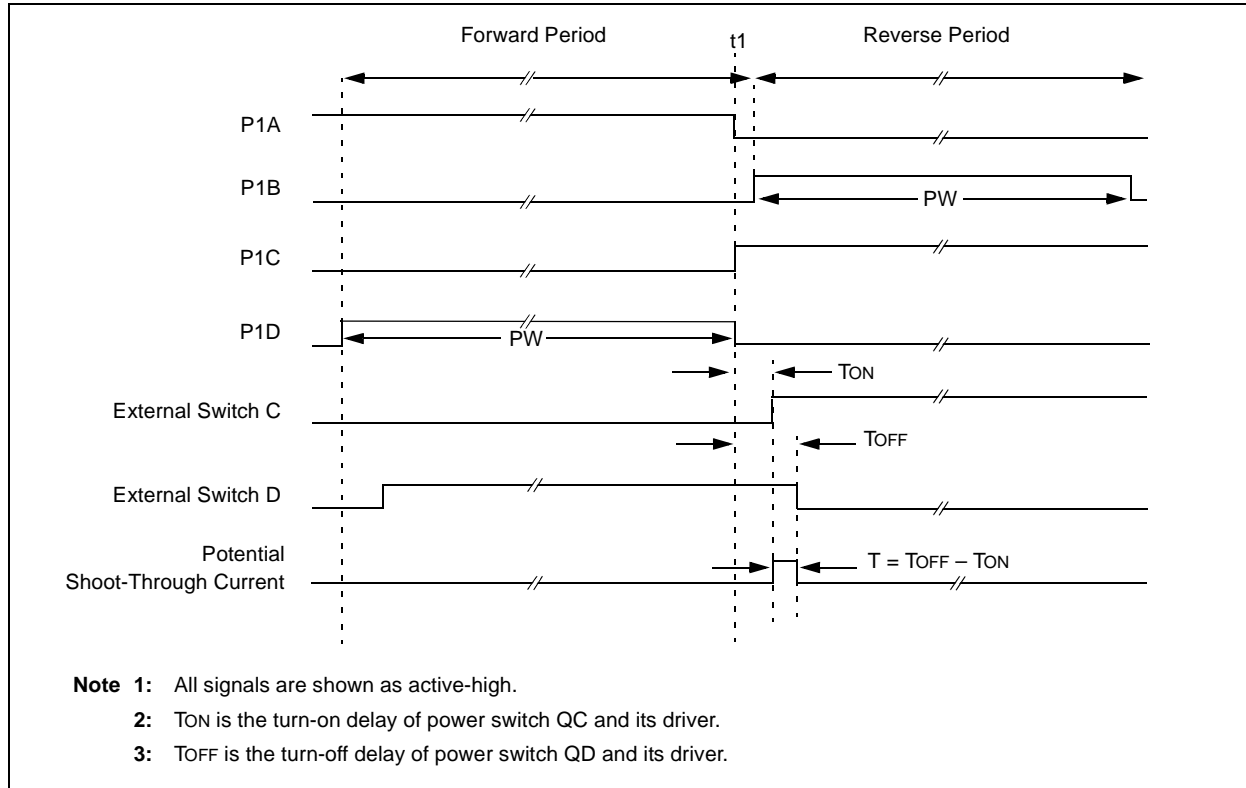 Forward Period
t1
Reverse Period
P1A
P1B
PW
P1C
P1D
PW
TON
External Switch C
TOFF
External Switch D
Potential
Shoot-Through Current
T = TOFF – TON
Note 1: All signals are shown as active-high.
2: TON is the turn-on delay of power switch QC and its driver.
3: TOFF is the turn-off delay of power switch QD and its driver.